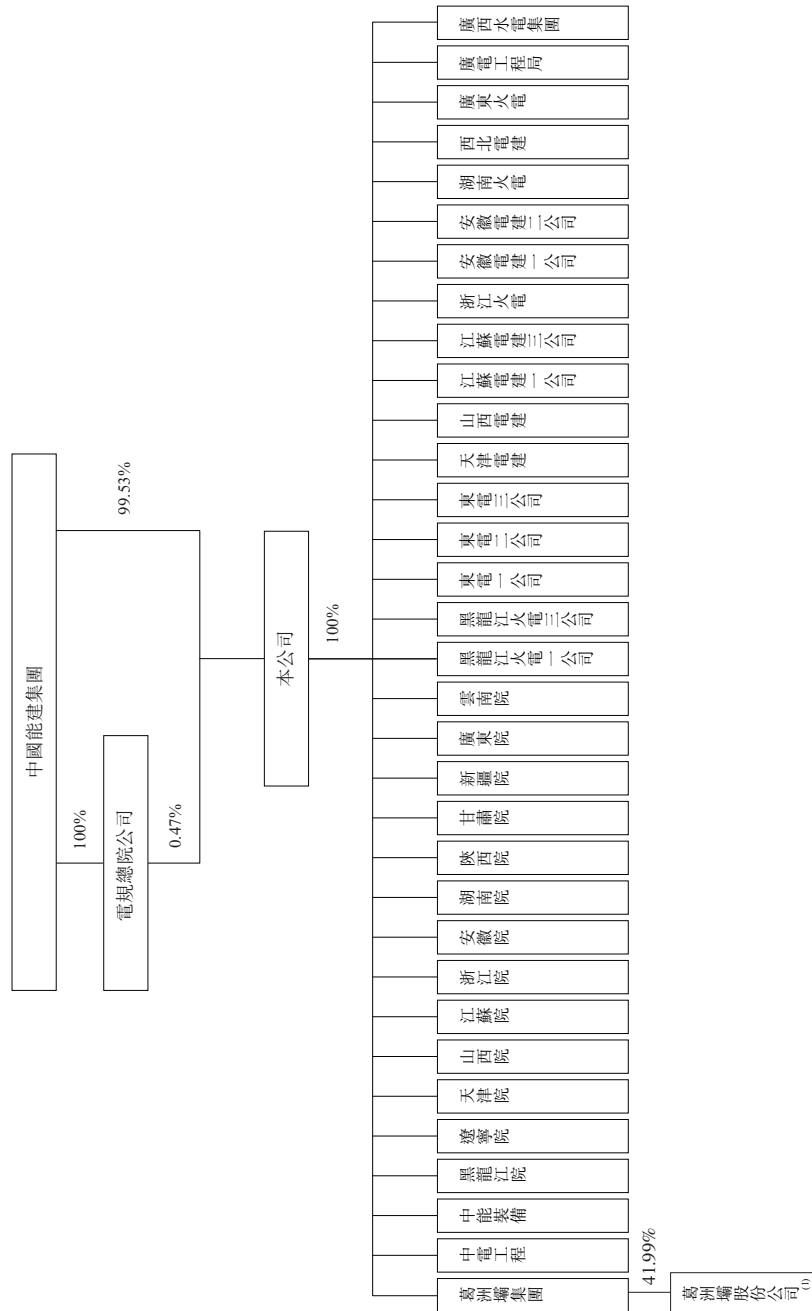 中國能建集團
100%
99.53%
電規總院公司
0.47%
本公司
100%
葛洲壩集團
中電工程
中能裝備
黑龍江院
遼寧院
天津院
山西院
江蘇院
浙江院
安徽院
湖南院
陝西院
甘肅院
新疆院
廣東院
雲南院
黑龍江火電一公司
黑龍江火電三公司
東電一公司
東電二公司
東電三公司
天津電建
山西電建
江蘇電建一公司
江蘇電建三公司
浙江火電
安徽電建一公司
安徽電建二公司
湖南火電
西北電建
廣東火電
廣電工程局
廣西水電集團
41.99%
葛洲壩股份公司(1)